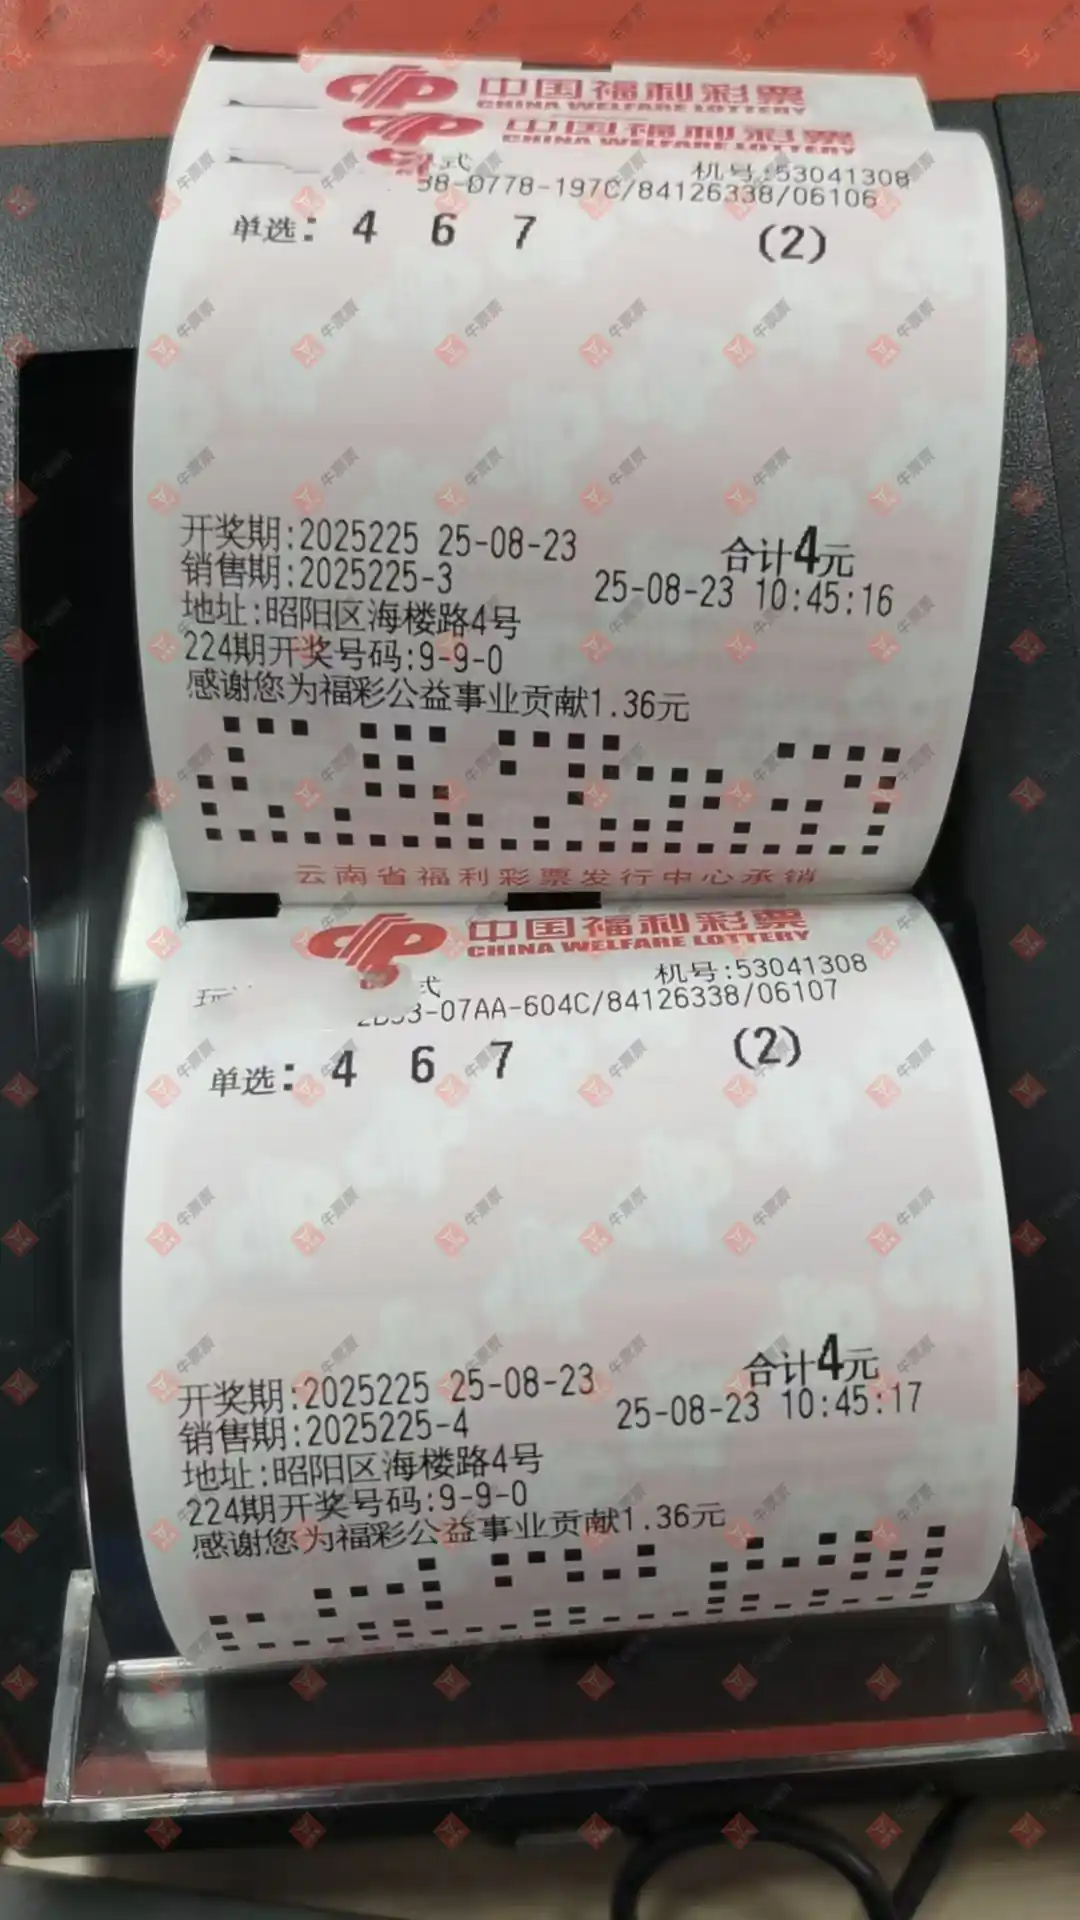 中国福利彩票
CHINA WELFARE LOTTERY
中国福利彩票
CHINA WELFARE LOTTERY
式 机号:53041308
38-D778-197C/84126338/06106
单选: 4 6 7 (2)
合计4元
开奖期:2025225 25-08-23
销售期:2025225-3 25-08-23 10:45:16
地址:昭阳区海楼路4号
224期开奖号码:9-9-0
感谢您为福彩公益事业贡献1.36元
云南省福利彩票发行中心承销
中国福利彩票
CHINA WELFARE LOTTERY
式 机号:53041308
-07AA-604C/84126338/06107
单选: 4 6 7 (2)
合计4元
开奖期:2025225 25-08-23
销售期:2025225-4 25-08-23 10:45:17
地址:昭阳区海楼路4号
224期开奖号码:9-9-0
感谢您为福彩公益事业贡献1.36元
牛票票